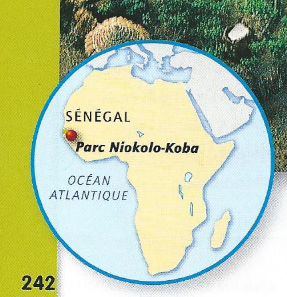 SÉNÉGAL
Parc Niokolo-Koba
OCÉAN
ATLANTIQUE
242